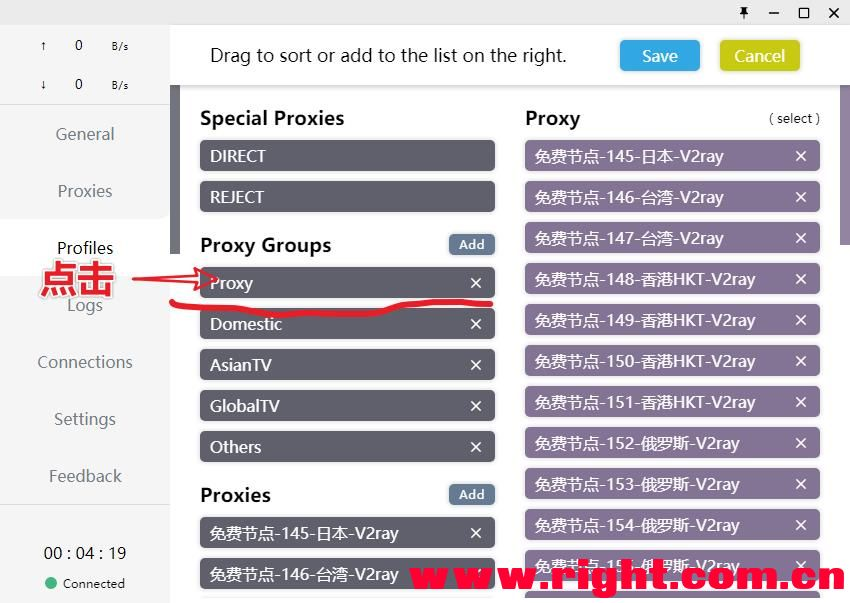 ↑ 0 B/s
↓ 0 B/s
General
Proxies
Profiles
点击
Logs
Connections
Settings
Feedback
00 : 04 : 19
Connected
Drag to sort or add to the list on the right.
Save
Cancel
Special Proxies
DIRECT
REJECT
Proxy Groups
Add
Proxy
Domestic
AsianTV
GlobalTV
Others
Proxies
Add
免费节点-145-日本-V2ray
免费节点-146-台湾-V2ray
Proxy
( select )
免费节点-145-日本-V2ray
免费节点-146-台湾-V2ray
免费节点-147-台湾-V2ray
免费节点-148-香港HKT-V2ray
免费节点-149-香港HKT-V2ray
免费节点-150-香港HKT-V2ray
免费节点-151-香港HKT-V2ray
免费节点-152-俄罗斯-V2ray
免费节点-153-俄罗斯-V2ray
免费节点-154-俄罗斯-V2ray
免费节点-155-俄罗斯-V2ray
www.right.com.cn